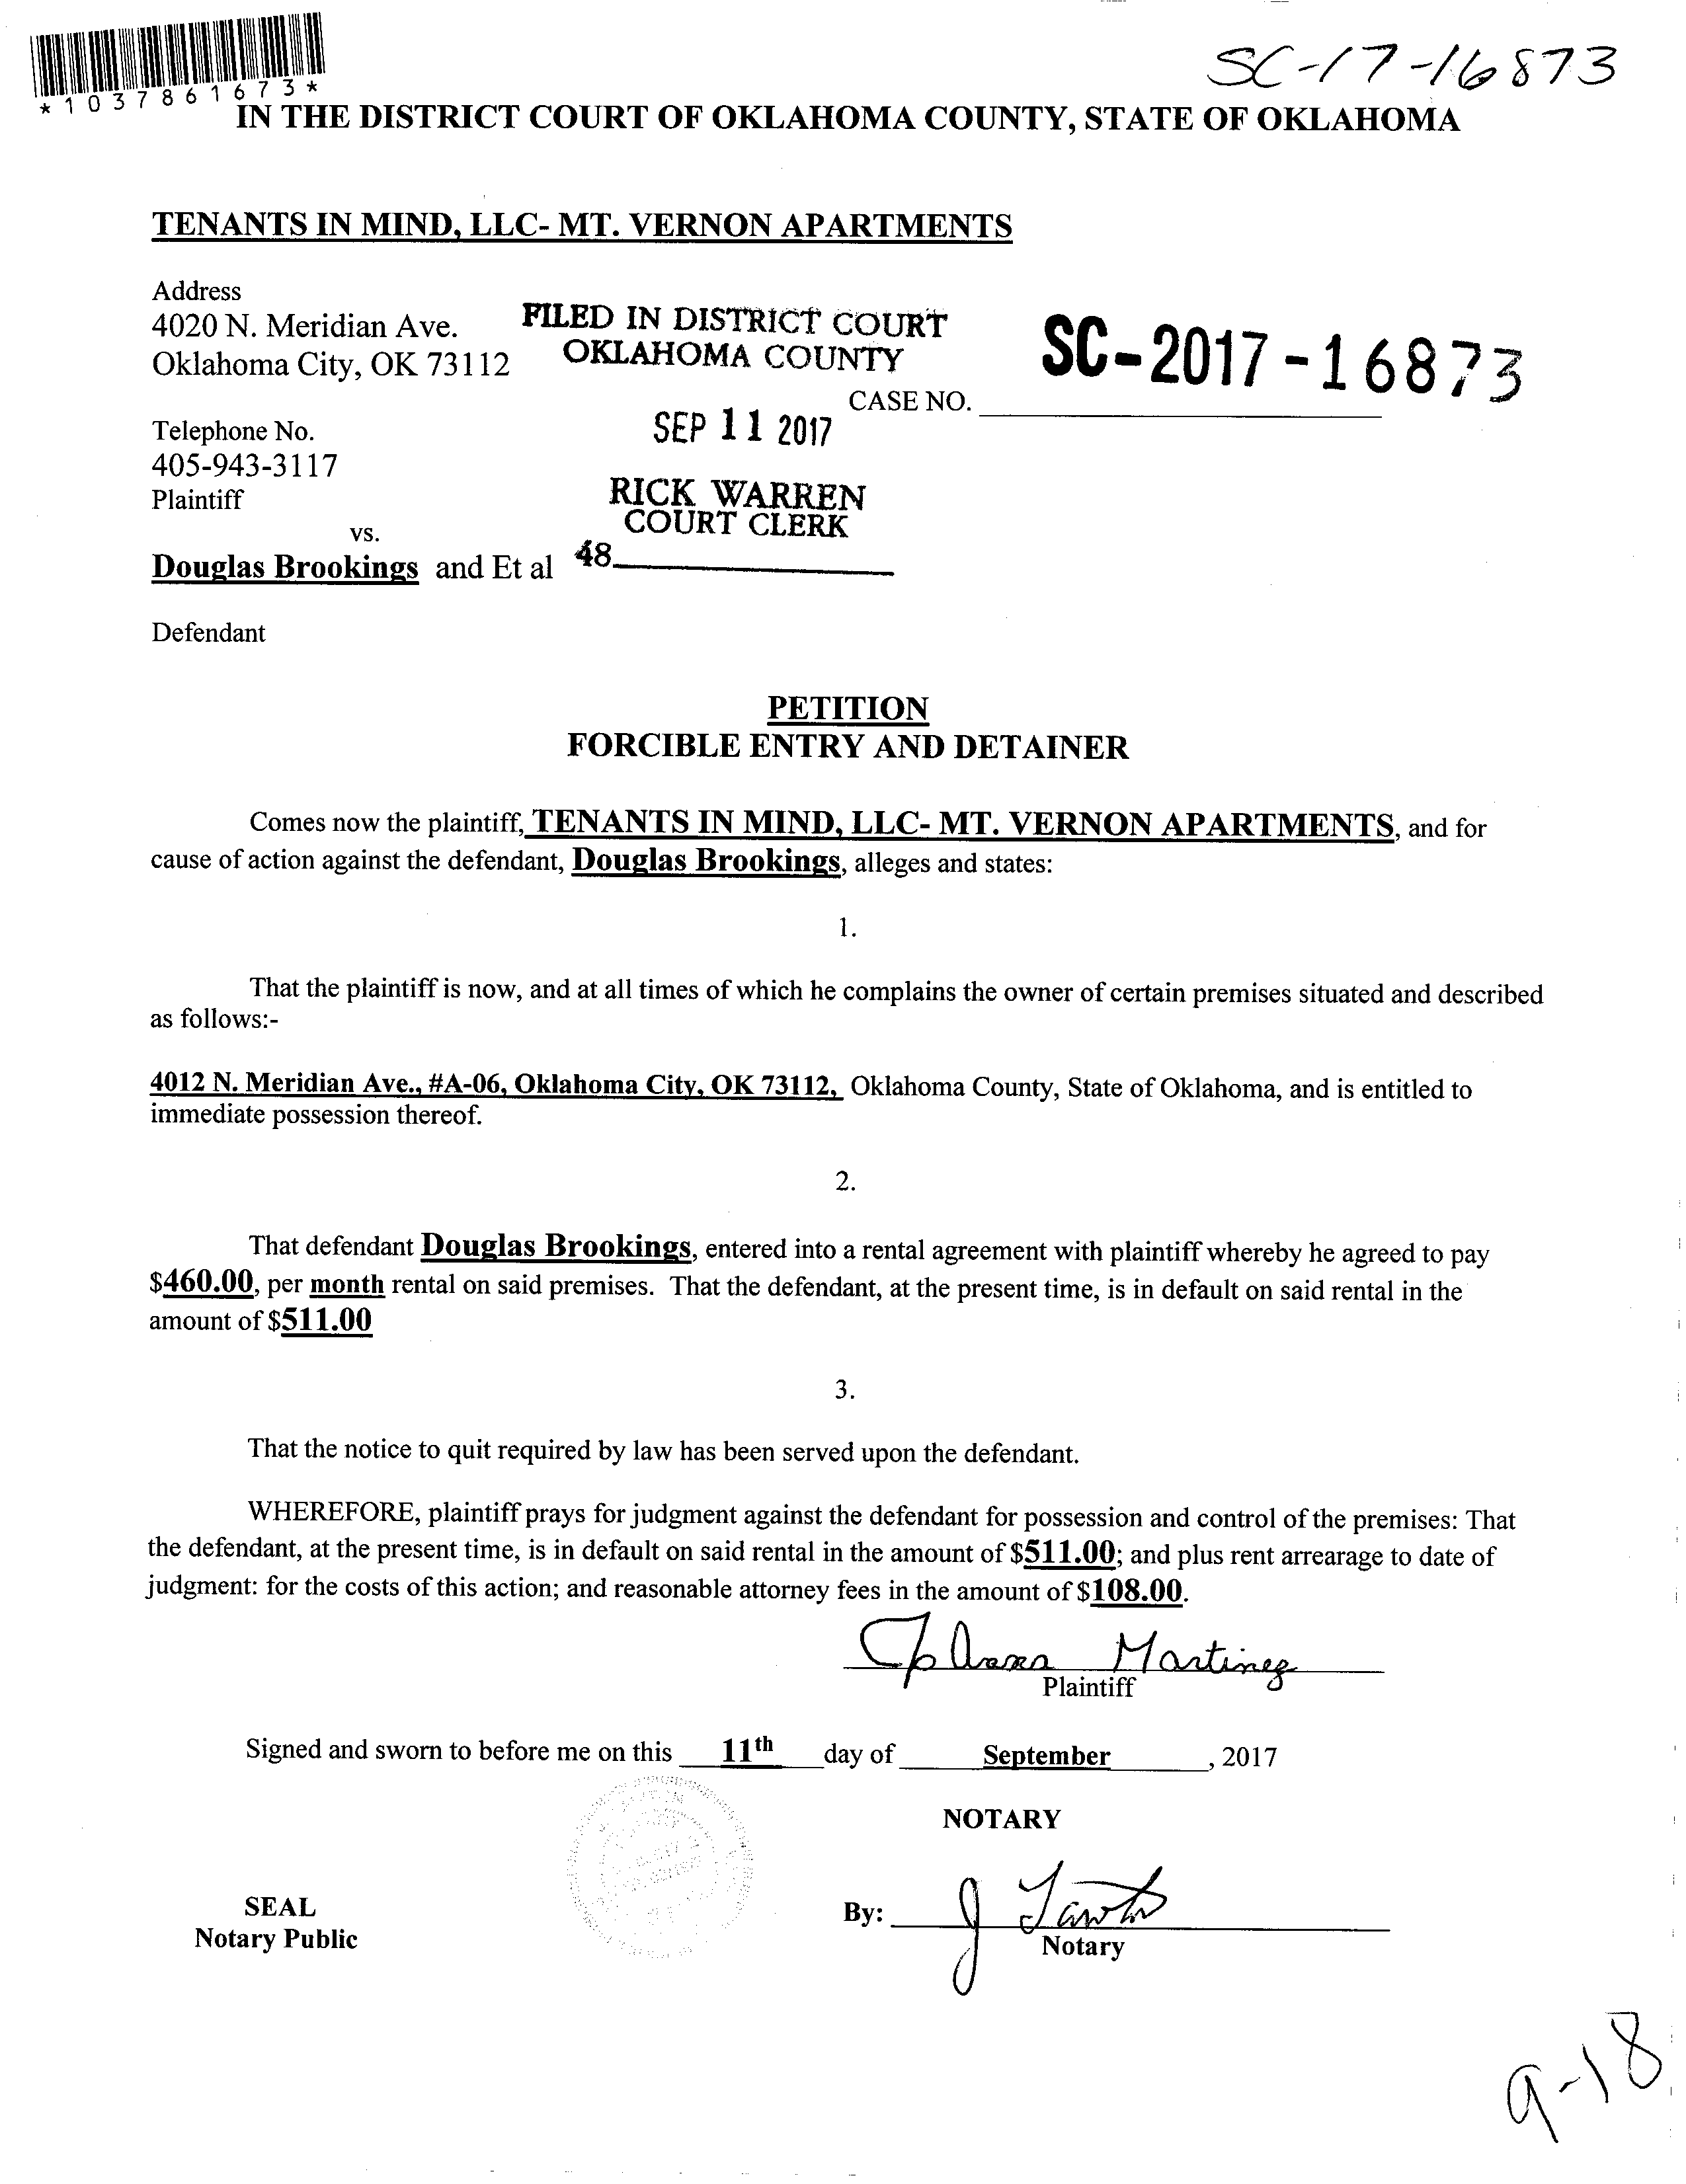 SC-17-16873
*1037861673*
IN THE DISTRICT COURT OF OKLAHOMA COUNTY, STATE OF OKLAHOMA
TENANTS IN MIND, LLC- MT. VERNON APARTMENTS
Address
4020 N. Meridian Ave.
Oklahoma City, OK 73112
FILED IN DISTRICT COURT
OKLAHOMA COUNTY
SC-2017-16873
CASE NO.
SEP 11 2017
Telephone No.
405-943-3117
Plaintiff
RICK WARREN
COURT CLERK
vs.
Douglas Brookings and Et al
48
Defendant
PETITION
FORCIBLE ENTRY AND DETAINER
Comes now the plaintiff, TENANTS IN MIND, LLC- MT. VERNON APARTMENTS, and for
cause of action against the defendant, Douglas Brookings, alleges and states:
1.
That the plaintiff is now, and at all times of which he complains the owner of certain premises situated and described
as follows:-
4012 N. Meridian Ave., #A-06, Oklahoma City, OK 73112, Oklahoma County, State of Oklahoma, and is entitled to
immediate possession thereof.
2.
That defendant Douglas Brookings, entered into a rental agreement with plaintiff whereby he agreed to pay
$460.00, per month rental on said premises. That the defendant, at the present time, is in default on said rental in the
amount of $511.00
3.
That the notice to quit required by law has been served upon the defendant.
WHEREFORE, plaintiff prays for judgment against the defendant for possession and control of the premises: That
the defendant, at the present time, is in default on said rental in the amount of $511.00; and plus rent arrearage to date of
judgment: for the costs of this action; and reasonable attorney fees in the amount of $108.00.
Martinez
Plaintiff
Signed and sworn to before me on this 11th day of September, 2017
NOTARY
SEAL
Notary Public
By: J
Notary
9-18